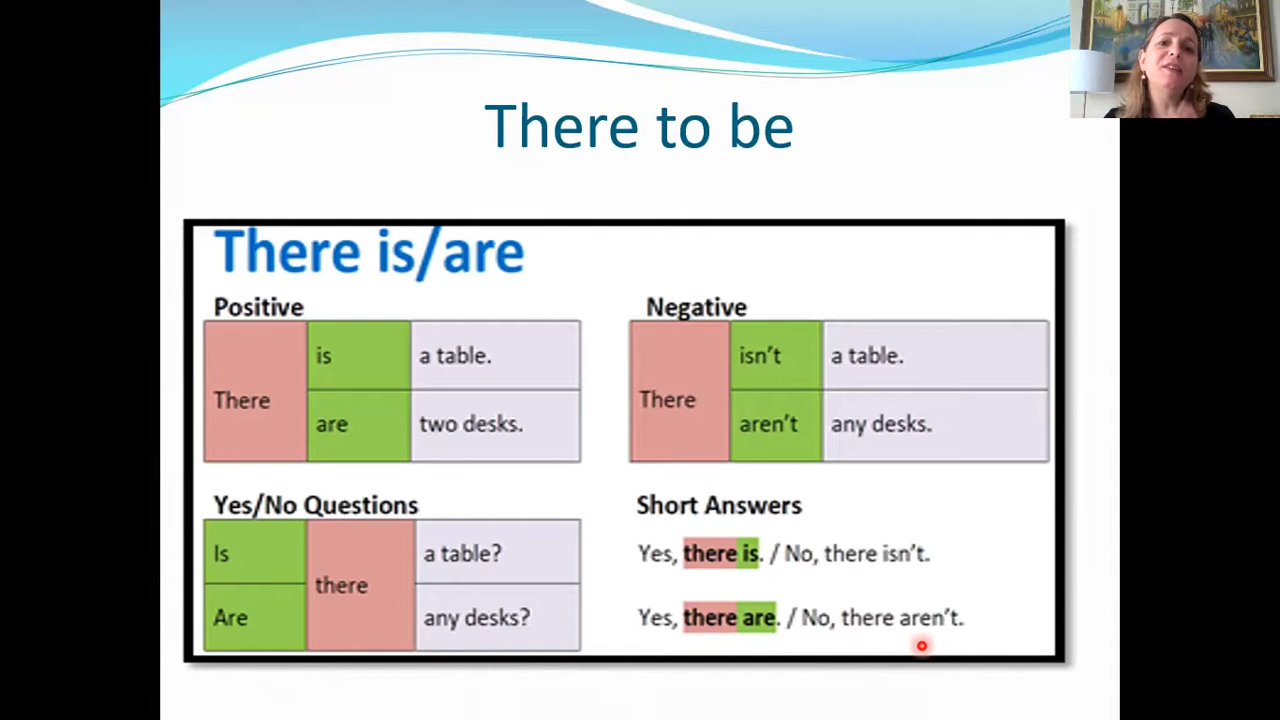 There to be
There is/are
Positive
There is a table.
are two desks.
Negative
There isn't a table.
aren't any desks.
Yes/No Questions
Is there a table?
Are any desks?
Short Answers
Yes, there is. / No, there isn't.
Yes, there are. / No, there aren't.